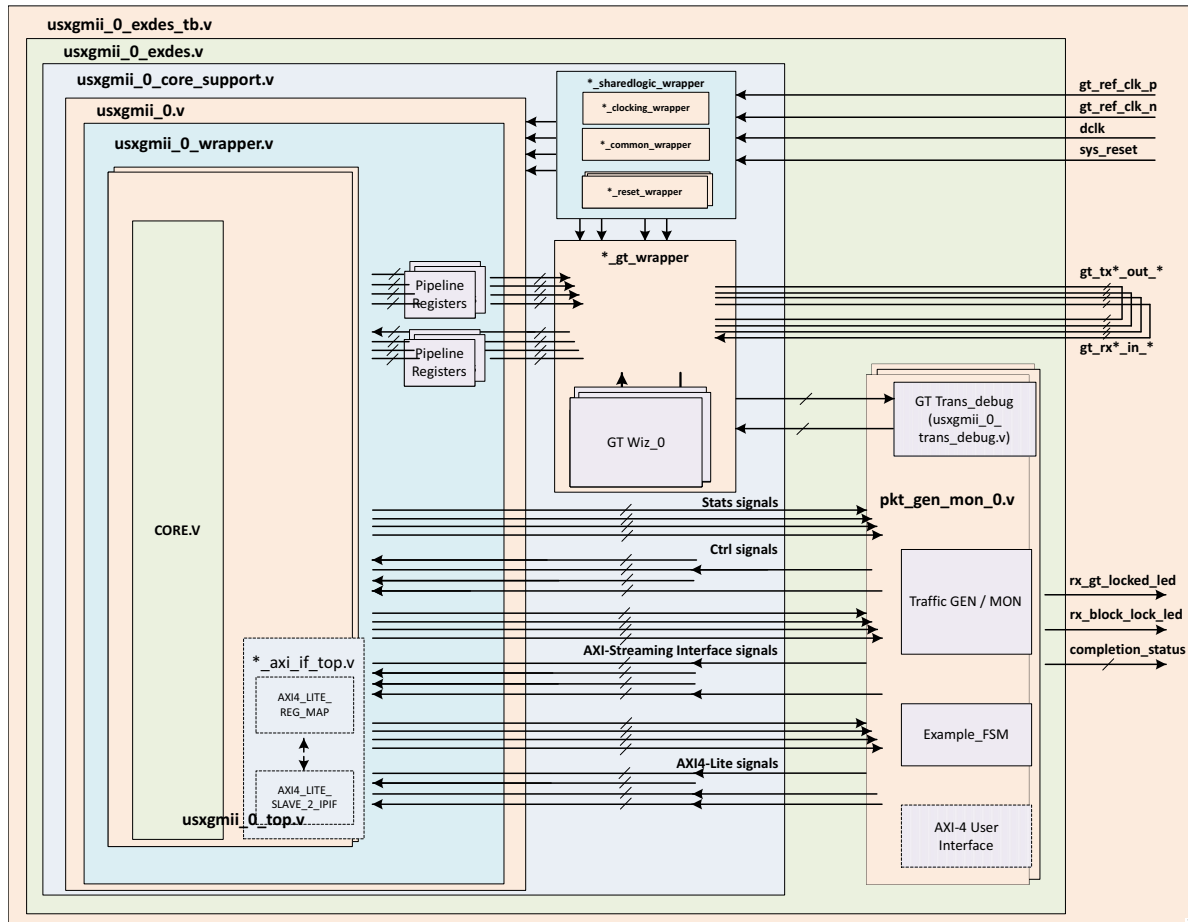 usxgmii_0_exdes_tb.v
usxgmii_0_exdes.v
usxgmii_0_core_support.v
usxgmii_0.v
usxgmii_0_wrapper.v
*_sharedlogic_wrapper
*_clocking_wrapper
*_common_wrapper
*_reset_wrapper
gt_ref_clk_p
gt_ref_clk_n
dclk
sys_reset
*_gt_wrapper
Pipeline
Registers
Pipeline
Registers
gt_tx*_out_*
gt_rx*_in_*
GT Wiz_0
GT Trans_debug
(usxgmii_0_
trans_debug.v)
Stats signals
pkt_gen_mon_0.v
CORE.V
Ctrl signals
Traffic GEN / MON
rx_gt_locked_led
rx_block_lock_led
completion_status
AXI-Streaming Interface signals
*_axi_if_top.v
AXI4_LITE_
REG_MAP
Example_FSM
AXI4-Lite signals
AXI4_LITE_
SLAVE_2_IPIF
usxgmii_0_top.v
AXI-4 User
Interface